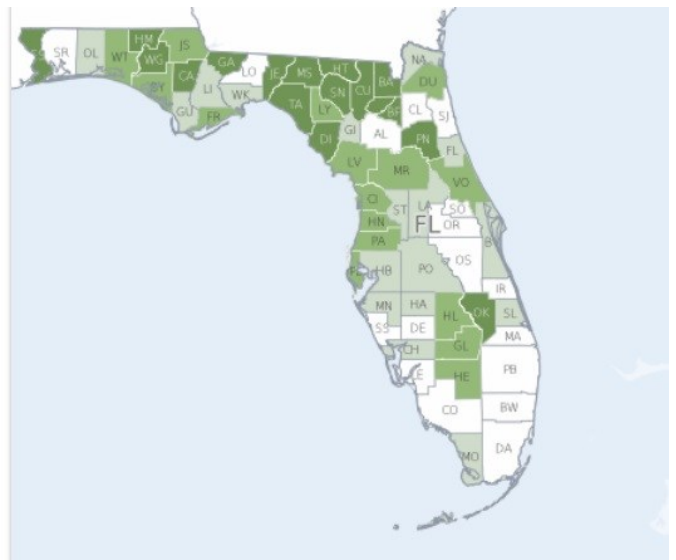 ES SR OL WT HM WG JS CA BY LI GU FR GA LO WK
JE MS HT BA
TA SN CU
LY BF
DI GI AL
NA DU CL SJ PN FL
LV MR VO
CI ST LA SO
FL
HN OR
PA
HB PO OS B
MN HA HL OK IR SL
SS DE MA
CH GL
HE PB
CO BW
MO DA